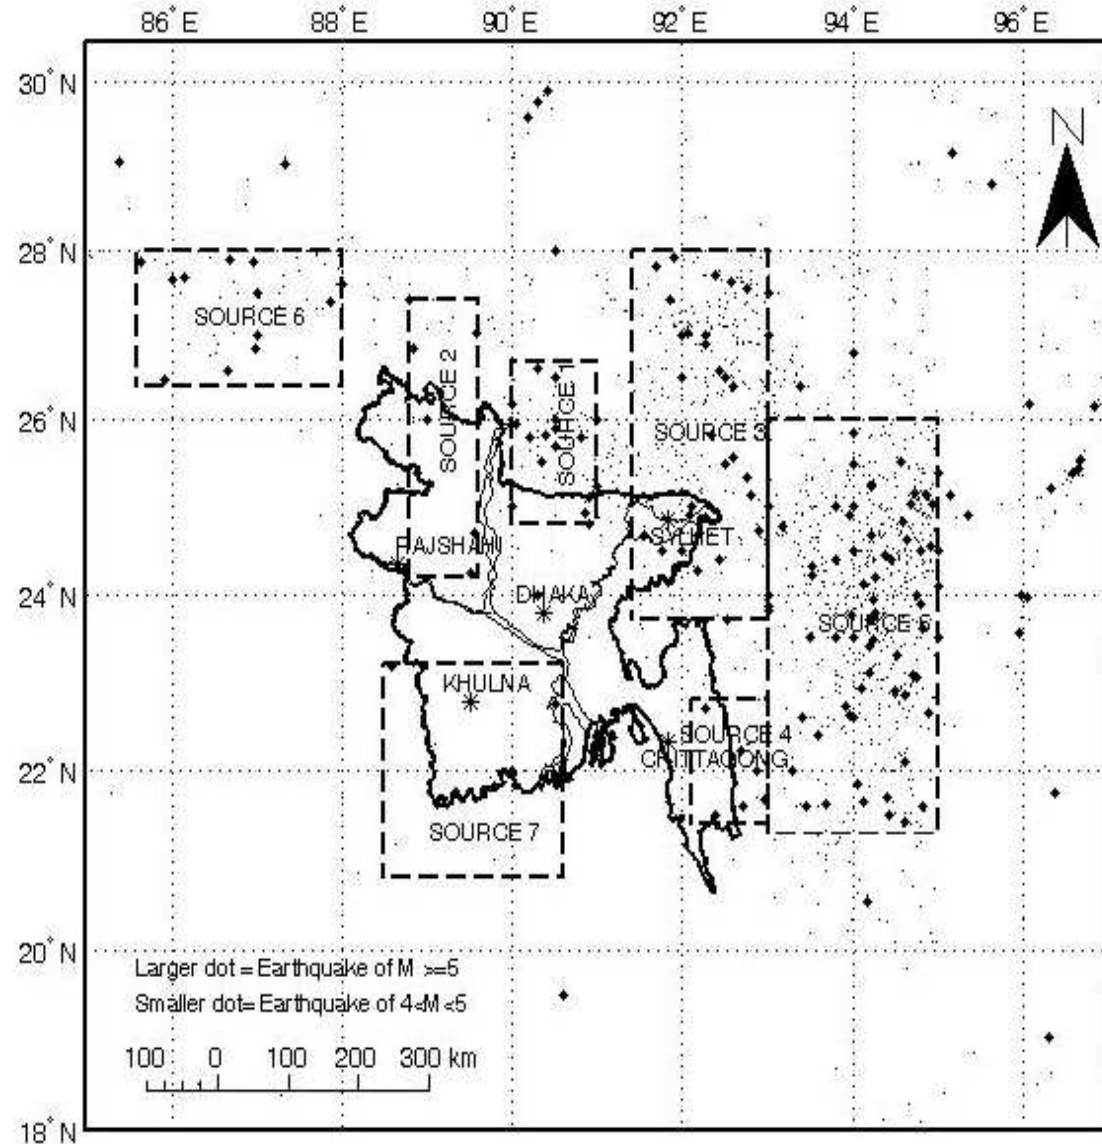 86°E 88°E 90°E 92°E 94°E 96°E
30°N
N
28°N
SOURCE 6
SOURCE 2
SOURCE 1
26°N
SOURCE 3
RAJSHAHI
SYLHET
24°N
DHAKA
SOURCE 5
KHULNA
SOURCE 4
CHITTAGONG
22°N
SOURCE 7
20°N
Larger dot = Earthquake of M >=5
Smaller dot= Earthquake of 4<M<5
100 0 100 200 300 km
18°N